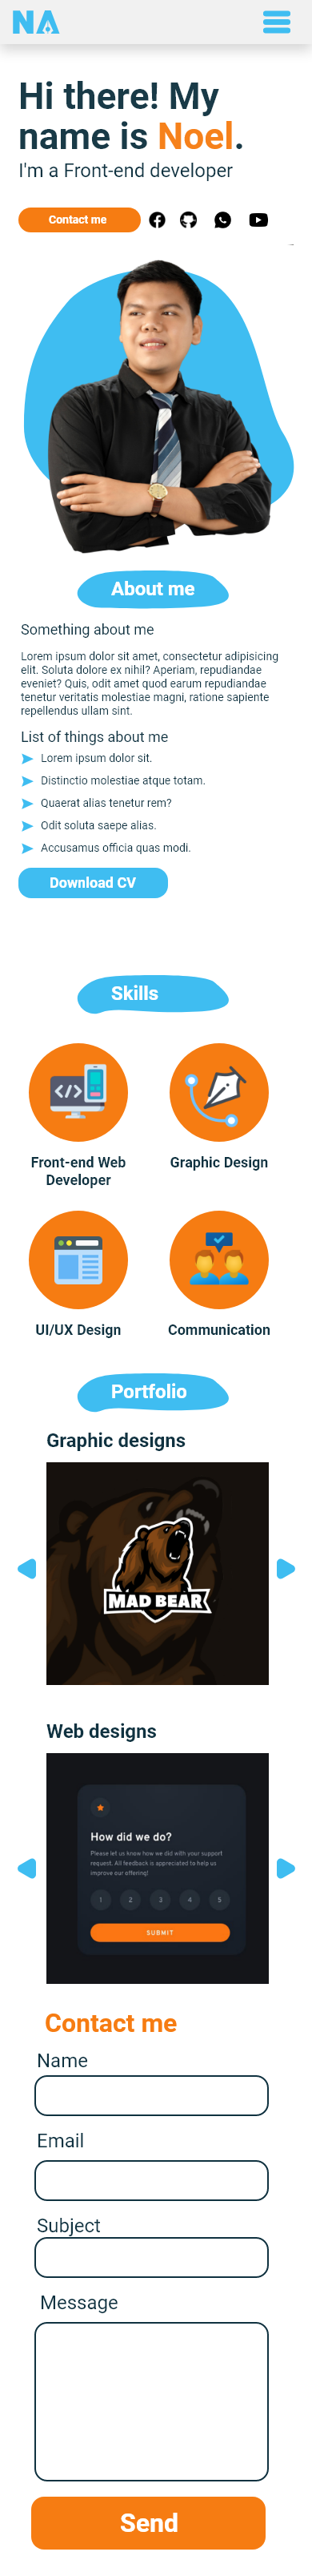 NA
Hi there! My
name is Noel.
I'm a Front-end developer
Contact me
About me
Something about me
Lorem ipsum dolor sit amet, consectetur adipisicing
elit. Soluta dolore ex nihil? Aperiam, repudiandae
eveniet? Quis, odit amet quod earum repudiandae
tenetur veritatis molestiae magni, ratione sapiente
repellendus ullam sint.
List of things about me
Lorem ipsum dolor sit.
Distinctio molestiae atque totam.
Quaerat alias tenetur rem?
Odit soluta saepe alias.
Accusamus officia quas modi.
Download CV
Skills
Front-end Web
Developer
Graphic Design
UI/UX Design
Communication
Portfolio
Graphic designs
MAD BEAR
Web designs
How did we do?
Please let us know how we did with your support
request. All feedback is appreciated to help us
improve our offering!
1 2 3 4 5
SUBMIT
Contact me
Name
Email
Subject
Message
Send